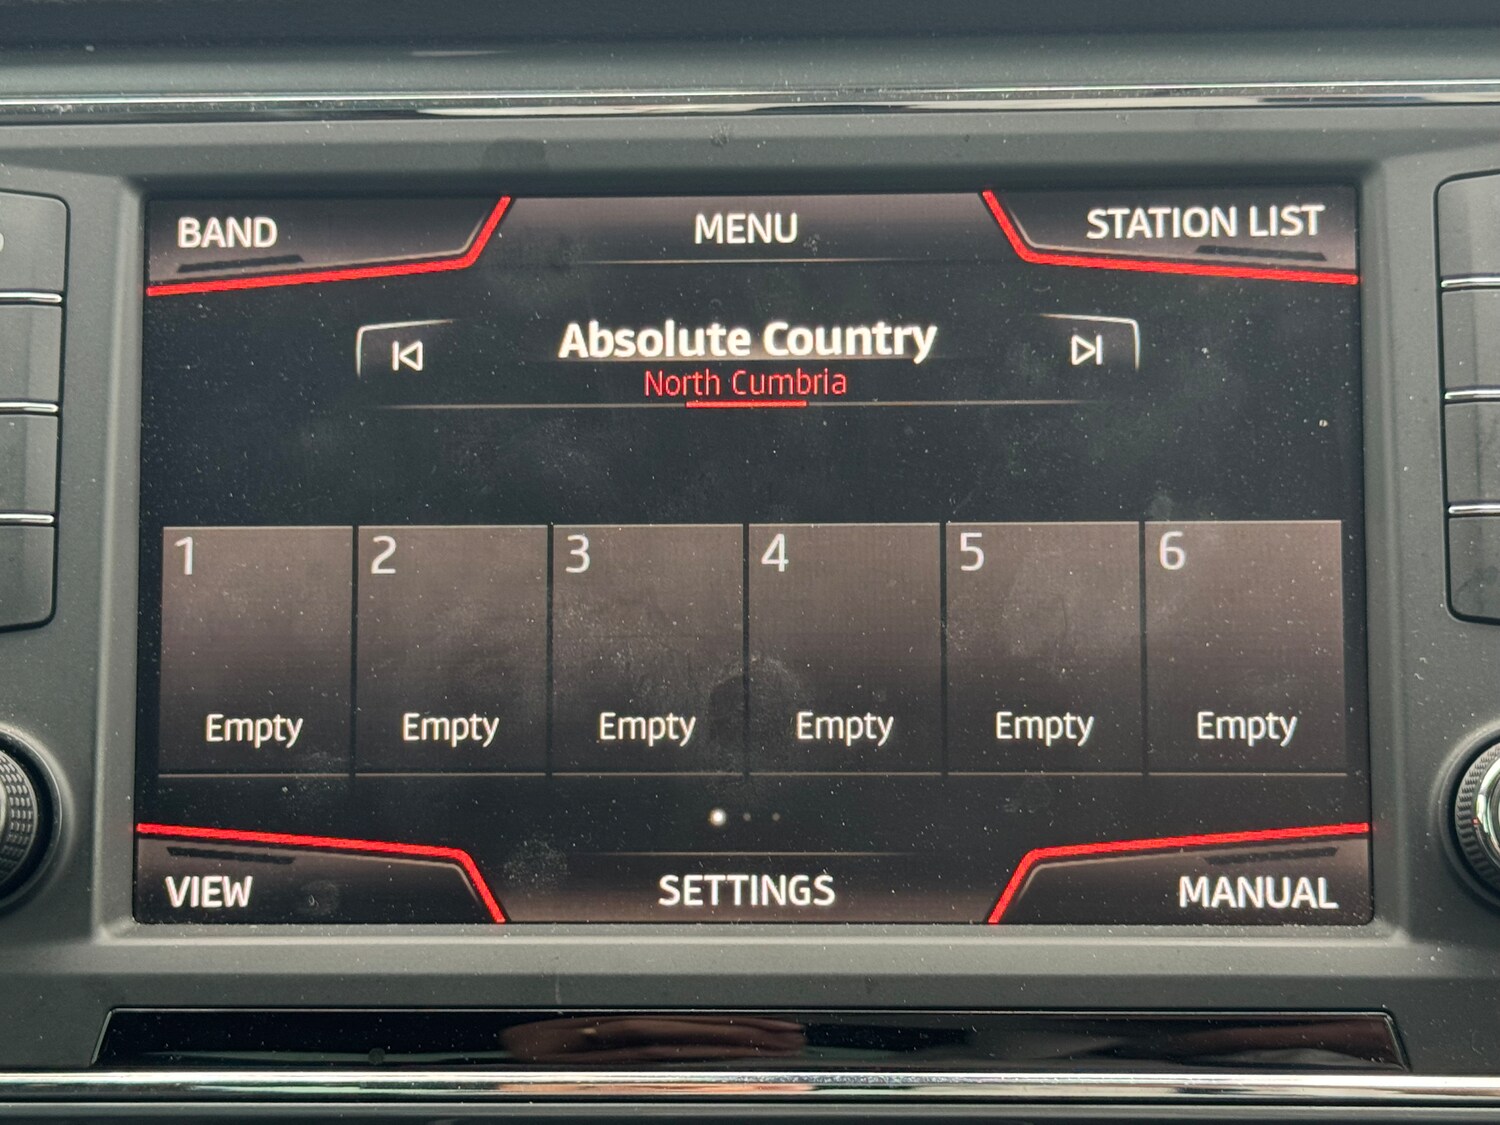 BAND
MENU
STATION LIST
Absolute Country
North Cumbria
1
2
3
4
5
6
Empty
Empty
Empty
Empty
Empty
Empty
VIEW
SETTINGS
MANUAL